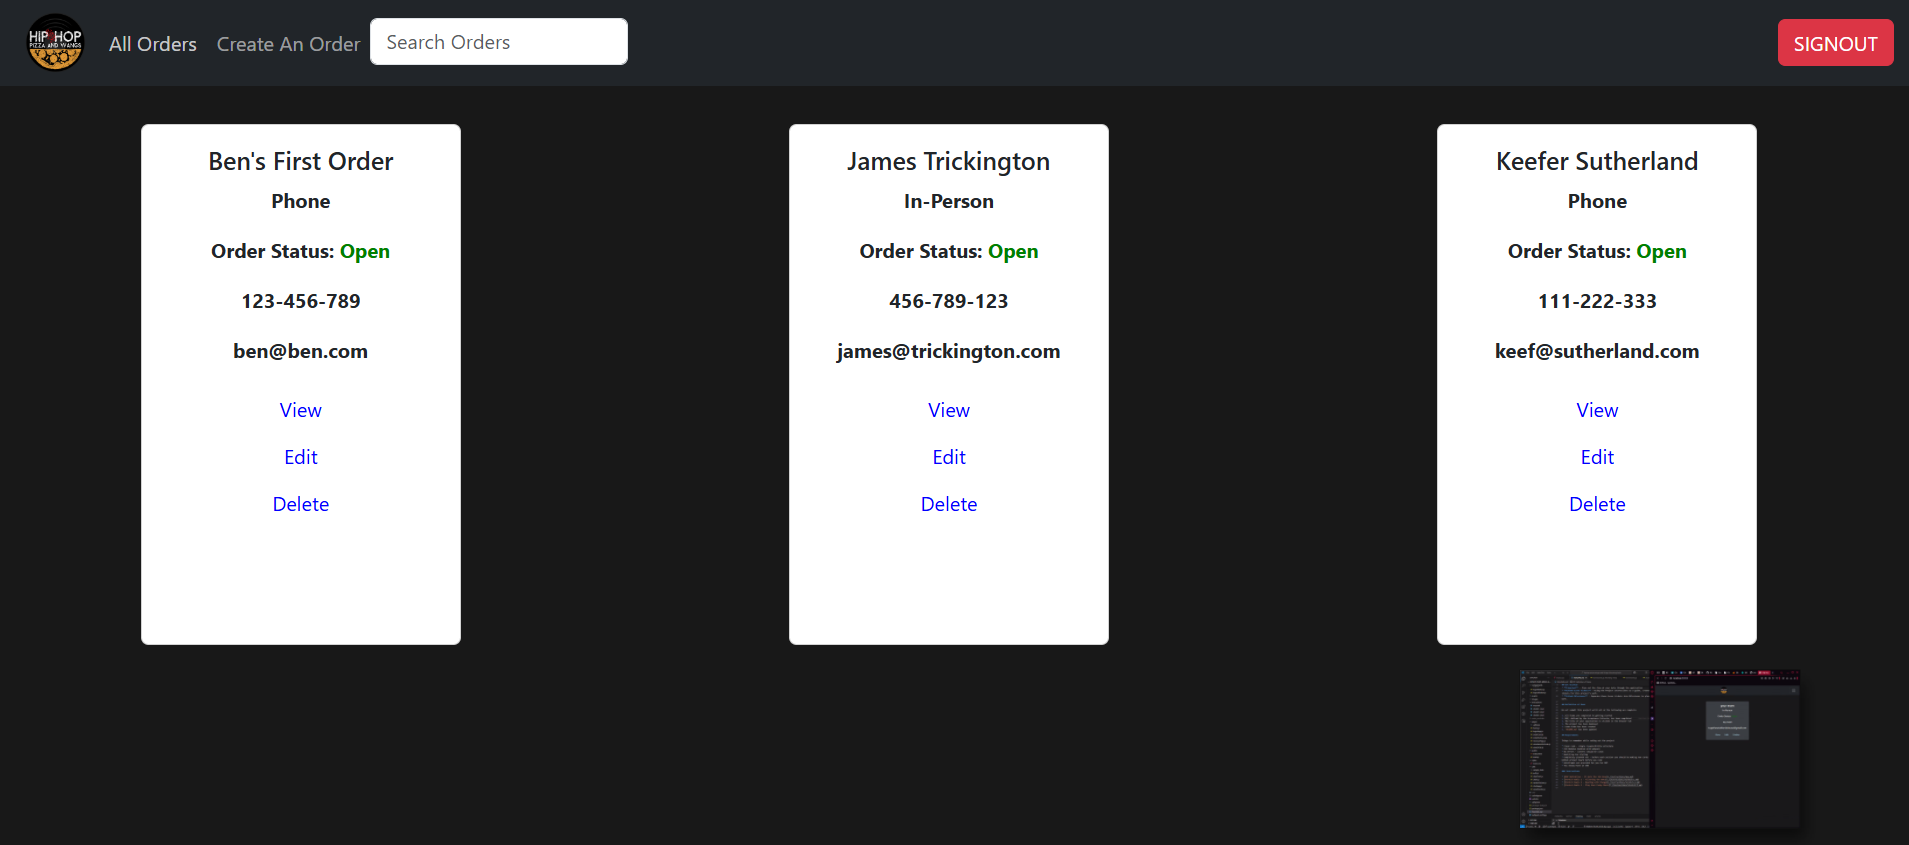 HIP HOP
PIZZA AND WANGS
All Orders
Create An Order
Search Orders
SIGNOUT
Ben's First Order
Phone
Order Status: Open
123-456-789
ben@ben.com
View
Edit
Delete
James Trickington
In-Person
Order Status: Open
456-789-123
james@trickington.com
View
Edit
Delete
Keefer Sutherland
Phone
Order Status: Open
111-222-333
keef@sutherland.com
View
Edit
Delete